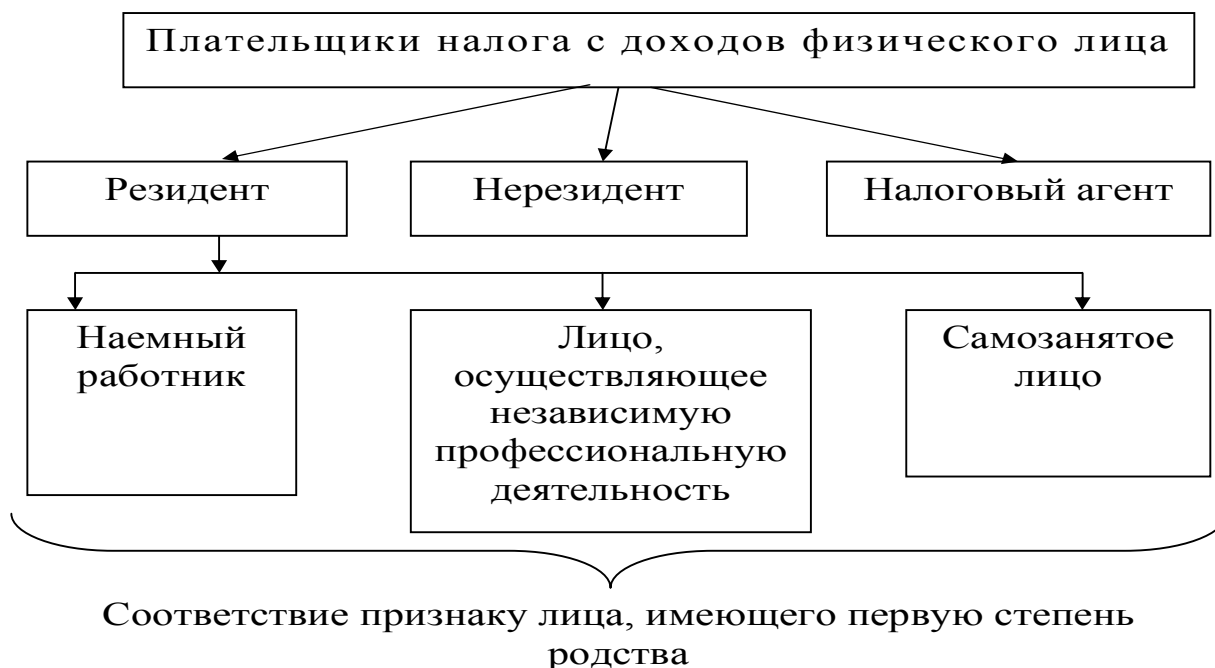 Плательщики налога с доходов физического лица
Резидент
Нерезидент
Налоговый агент
Наемный
работник
Лицо,
осуществляющее
независимую
профессиональную
деятельность
Самозанятое
лицо
Соответствие признаку лица, имеющего первую степень
родства